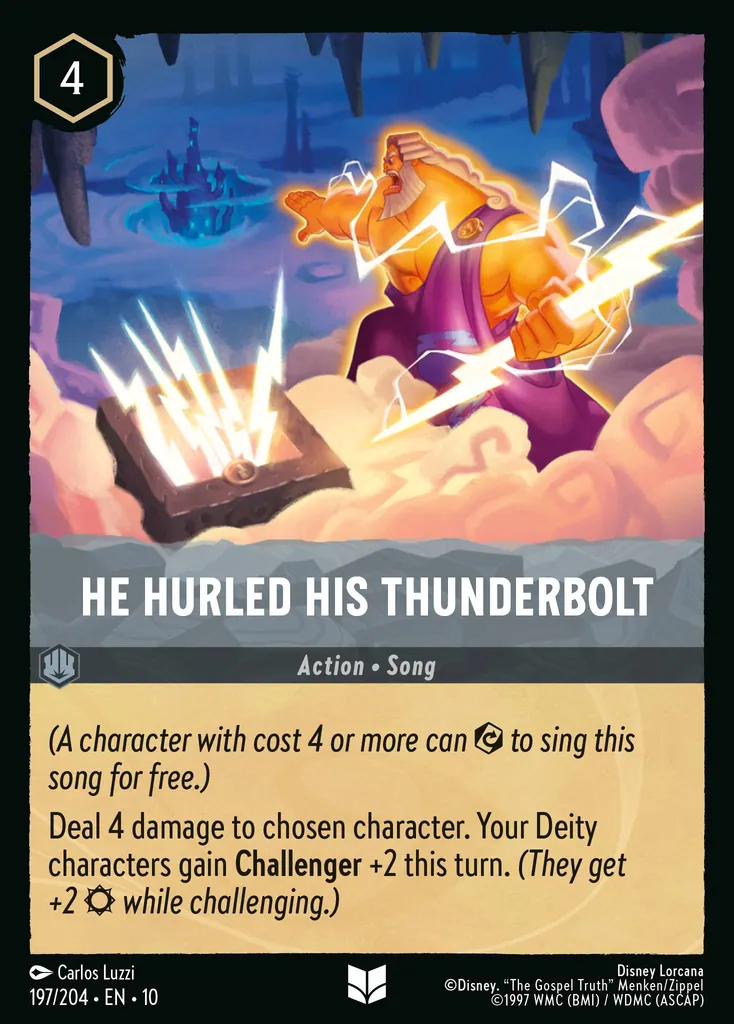 4
HE HURLED HIS THUNDERBOLT
Action • Song
(A character with cost 4 or more can to sing this
song for free.)
Deal 4 damage to chosen character. Your Deity
characters gain Challenger +2 this turn. (They get
+2 while challenging.)
Carlos Luzzi
197/204 • EN • 10
Disney Lorcana
©Disney. “The Gospel Truth” Menken/Zippel
©1997 WMC (BMI) / WDMC (ASCAP)